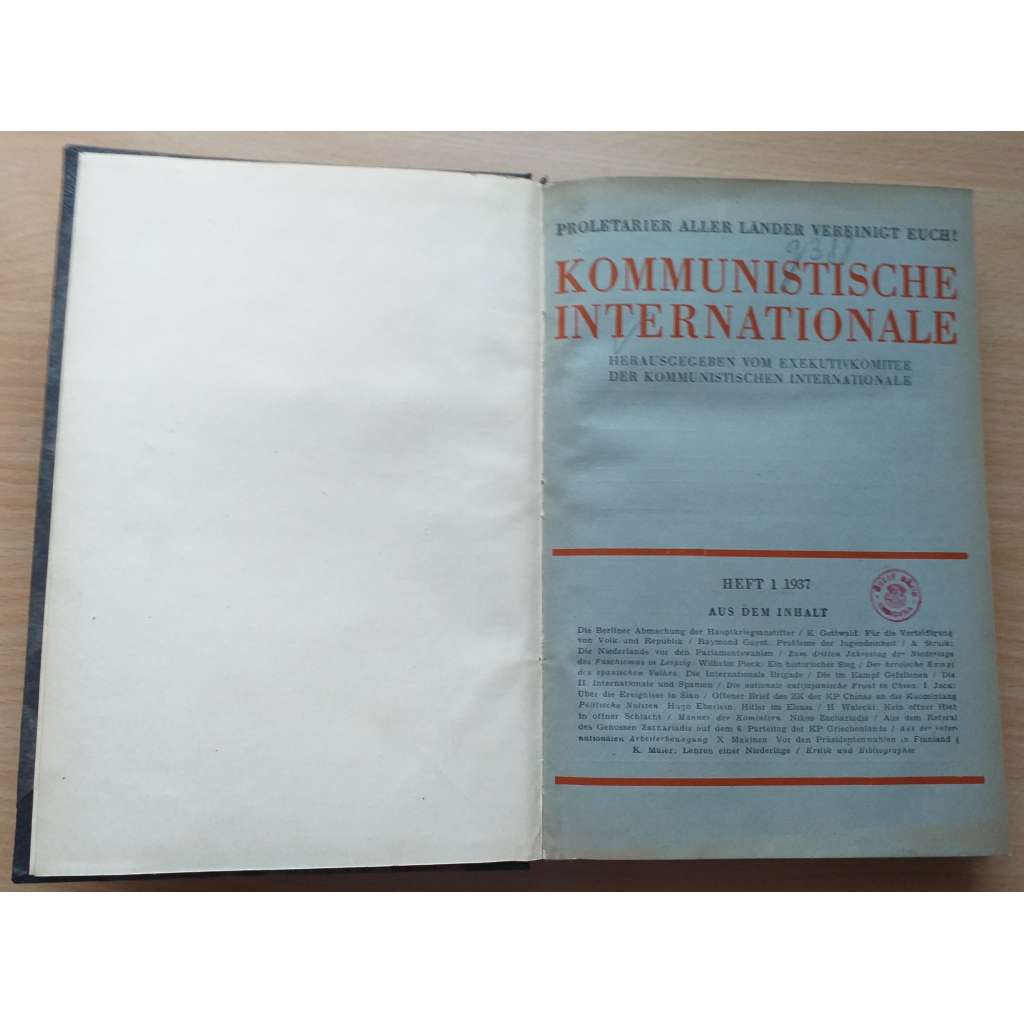 PROLETARIER ALLER LÄNDER VEREINIGT EUCH!
KOMMUNISTISCHE
INTERNATIONALE
HERAUSGEGEBEN VOM EXEKUTIVKOMITEE
DER KOMMUNISTISCHEN INTERNATIONALE
HEFT 1 1937
AUS DEM INHALT
Die Berliner Abmachung der Hauptkriegsanstifter / K. Gottwald: Für die Verteidigung
von Volk und Republik / Raymond Guyot: Probleme der Jugendeinheit / A. Struik:
Die Niederlande vor den Parlamentswahlen / Zum dritten Jahrestag der Niederlage
des Faschismus in Leipzig: Wilhelm Pieck: Ein historischer Sieg / Der heroische Kampf
des spanischen Volkes: Die Internationale Brigade / Die im Kampf Gefallenen / Die
II. Internationale und Spanien / Die nationale antijapanische Front in China: I. Jack:
Über die Ereignisse in Sian / Offener Brief des ZK der KP Chinas an die Kuomintang
Politische Notizen: Hugo Eberlein: Hitler im Elsass / H. Walecki: Kein offner Hieb
in offner Schlacht / Männer der Komintern: Nikos Zachariadis / Aus dem Referat
des Genossen Zachariadis auf dem 6. Parteitag der KP Griechenlands / Aus der inter-
nationalen Arbeiterbewegung: X. Mäkinen: Vor den Präsidentenwahlen in Finnland /
K. Maier: Lehren einer Niederlage / Kritik und Bibliographie